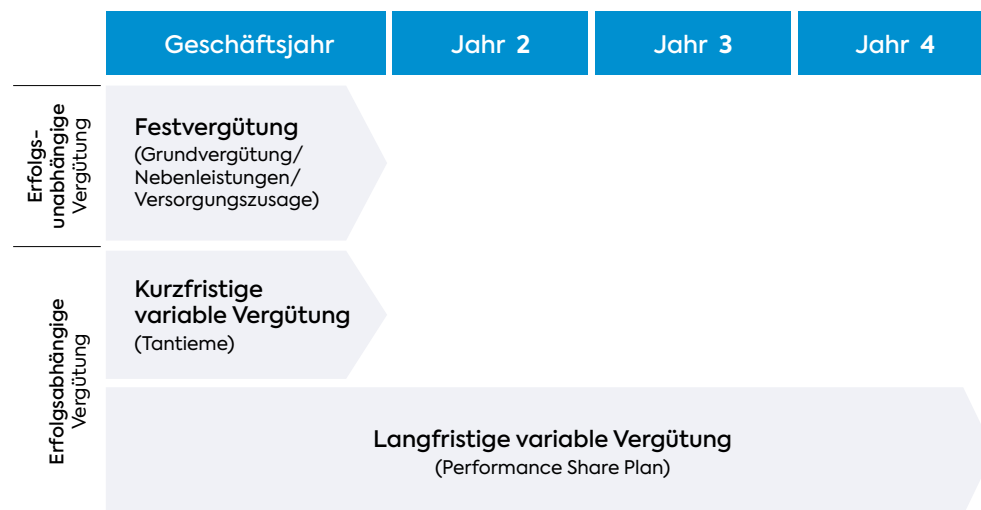 Geschäftsjahr
Jahr 2
Jahr 3
Jahr 4
Erfolgs-
unabhängige
Vergütung
Festvergütung
(Grundvergütung/
Nebenleistungen/
Versorgungszusage)
Erfolgsabhängige
Vergütung
Kurzfristige
variable Vergütung
(Tantieme)
Langfristige variable Vergütung
(Performance Share Plan)